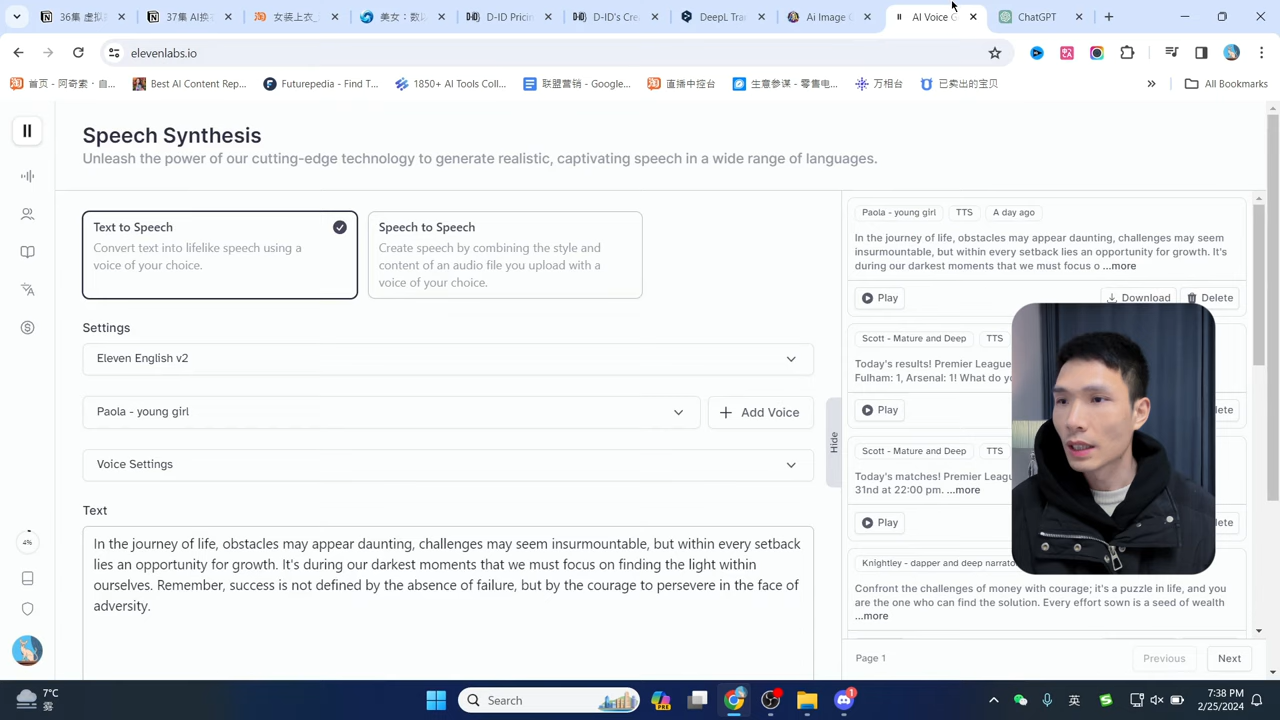 36集 虚拟
37集 AI换
女装上衣_
美女：数以
D-ID Pricin
D-ID's Cre
DeepL Tra
Ai Image C
AI Voice G
ChatGPT
elevenlabs.io
首页 - 阿奇索 · 自...
Best AI Content Rep...
Futurepedia - Find T...
1850+ AI Tools Coll...
联盟营销 - Google...
直播中控台
生意参谋 - 零售电...
万相台
已卖出的宝贝
All Bookmarks
Speech Synthesis
Unleash the power of our cutting-edge technology to generate realistic, captivating speech in a wide range of languages.
Text to Speech
Convert text into lifelike speech using a
voice of your choice.
Speech to Speech
Create speech by combining the style and
content of an audio file you upload with a
voice of your choice.
Settings
Eleven English v2
Paola - young girl
Add Voice
Voice Settings
Text
In the journey of life, obstacles may appear daunting, challenges may seem insurmountable, but within every setback
lies an opportunity for growth. It's during our darkest moments that we must focus on finding the light within
ourselves. Remember, success is not defined by the absence of failure, but by the courage to persevere in the face of
adversity.
Hide
Paola - young girl TTS A day ago
In the journey of life, obstacles may appear daunting, challenges may seem
insurmountable, but within every setback lies an opportunity for growth. It's
during our darkest moments that we must focus o ...more
Play Download Delete
Scott - Mature and Deep TTS
Today's results! Premier League
Fulham: 1, Arsenal: 1! What do yo
Play lete
Scott - Mature and Deep TTS
Today's matches! Premier League
31nd at 22:00 pm. ...more
Play ete
Knightley - dapper and deep narrato
Confront the challenges of money with courage; it's a puzzle in life, and you
are the one who can find the solution. Every effort sown is a seed of wealth
...more
Page 1 Previous Next
4%
7°C
雾
Search
英
7:38 PM
2/25/2024